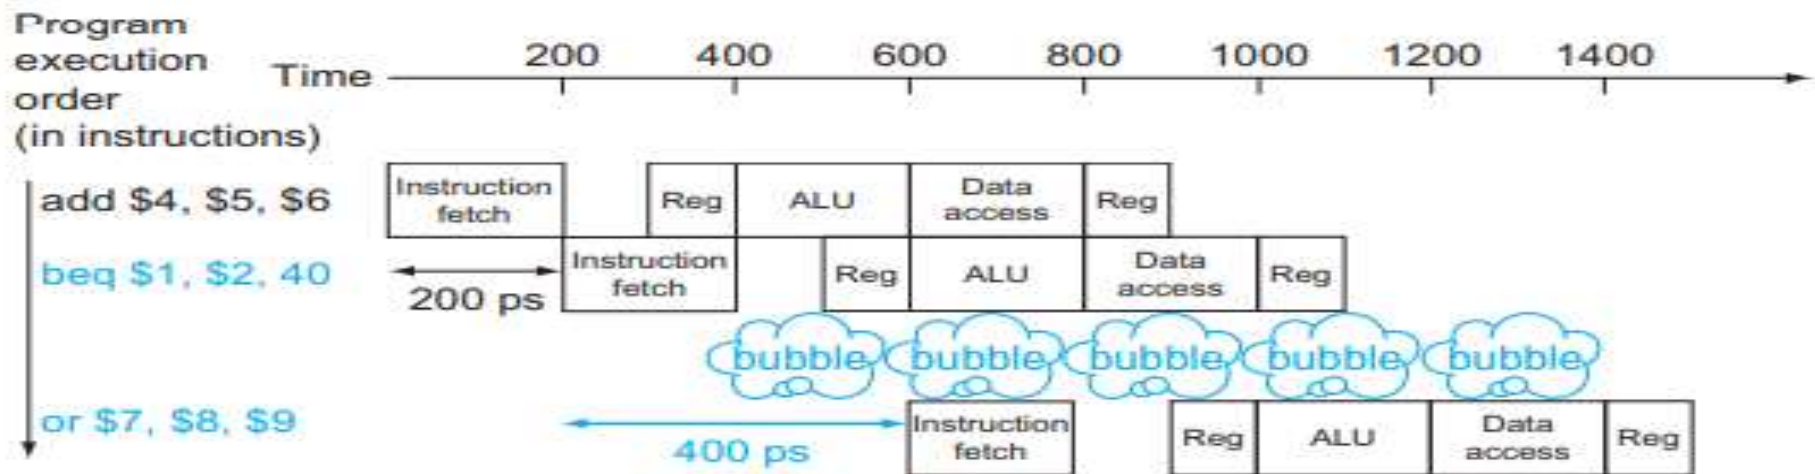 Program
execution
order
(in instructions)
Time
200 400 600 800 1000 1200 1400
add $4, $5, $6
Instruction
fetch
Reg
ALU
Data
access
Reg
beq $1, $2, 40
200 ps
Instruction
fetch
Reg
ALU
Data
access
Reg
bubble bubble bubble bubble bubble
or $7, $8, $9
400 ps
Instruction
fetch
Reg
ALU
Data
access
Reg